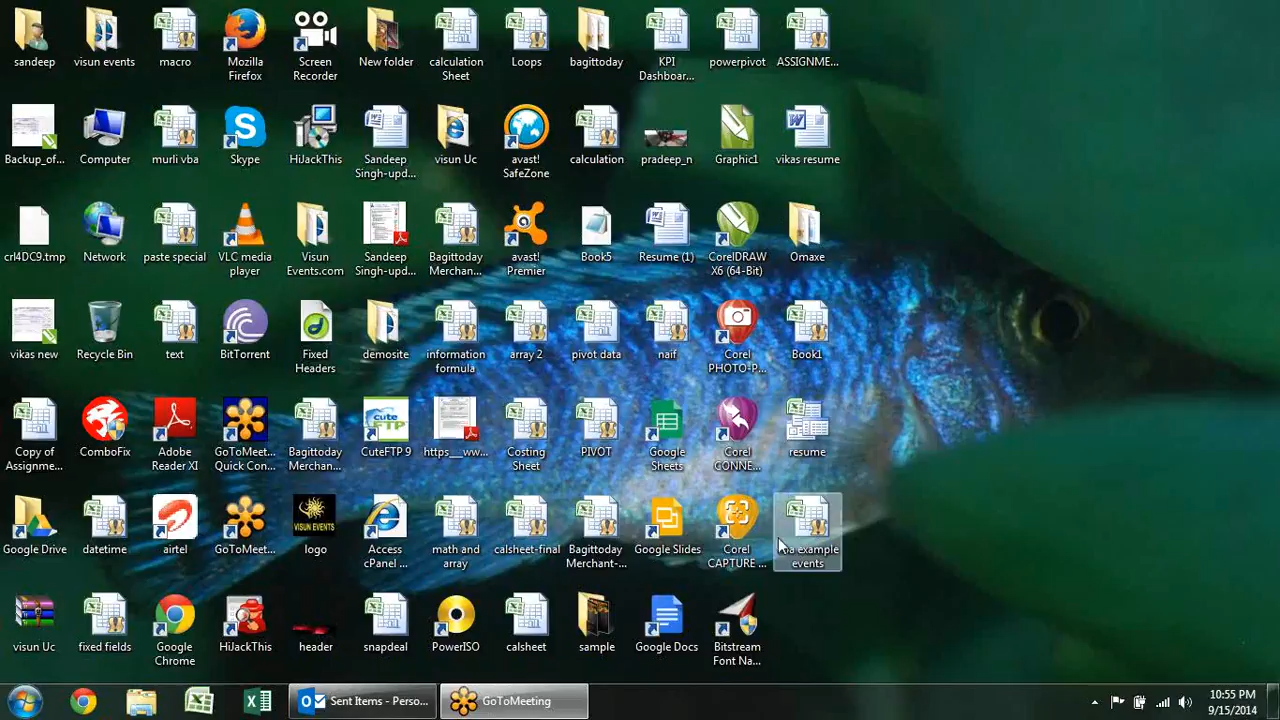 sandeep
visun events
macro
Mozilla
Firefox
Screen
Recorder
New folder
calculation
Sheet
Loops
bagittoday
KPI
Dashboar...
powerpivot
ASSIGNME...
Backup_of...
Computer
murli vba
Skype
HiJackThis
Sandeep
Singh-upd...
visun Uc
avast!
SafeZone
calculation
pradeep_n
Graphic1
vikas resume
crl4DC9.tmp
Network
paste special
VLC media
player
Visun
Events.com
Sandeep
Singh-upd...
Bagittoday
Merchan...
avast!
Premier
Book5
Resume (1)
CorelDRAW
X6 (64-Bit)
Omaxe
vikas new
Recycle Bin
text
BitTorrent
Fixed
Headers
demosite
information
formula
array 2
pivot data
naif
Corel
PHOTO-P...
Book1
Copy of
Assignme...
ComboFix
Adobe
Reader XI
GoToMeet...
Quick Con...
Bagittoday
Merchan...
CuteFTP 9
https__ww...
Costing
Sheet
PIVOT
Google
Sheets
Corel
CONNE...
resume
Google Drive
datetime
airtel
GoToMeet...
VISUN EVENTS
logo
Access
cPanel ...
math and
array
calsheet-final
Bagittoday
Merchant-...
Google Slides
Corel
CAPTURE ...
example
events
visun Uc
fixed fields
Google
Chrome
HiJackThis
header
snapdeal
PowerISO
calsheet
sample
Google Docs
Bitstream
Font Na...
Sent Items - Perso...
GoToMeeting
10:55 PM
9/15/2014